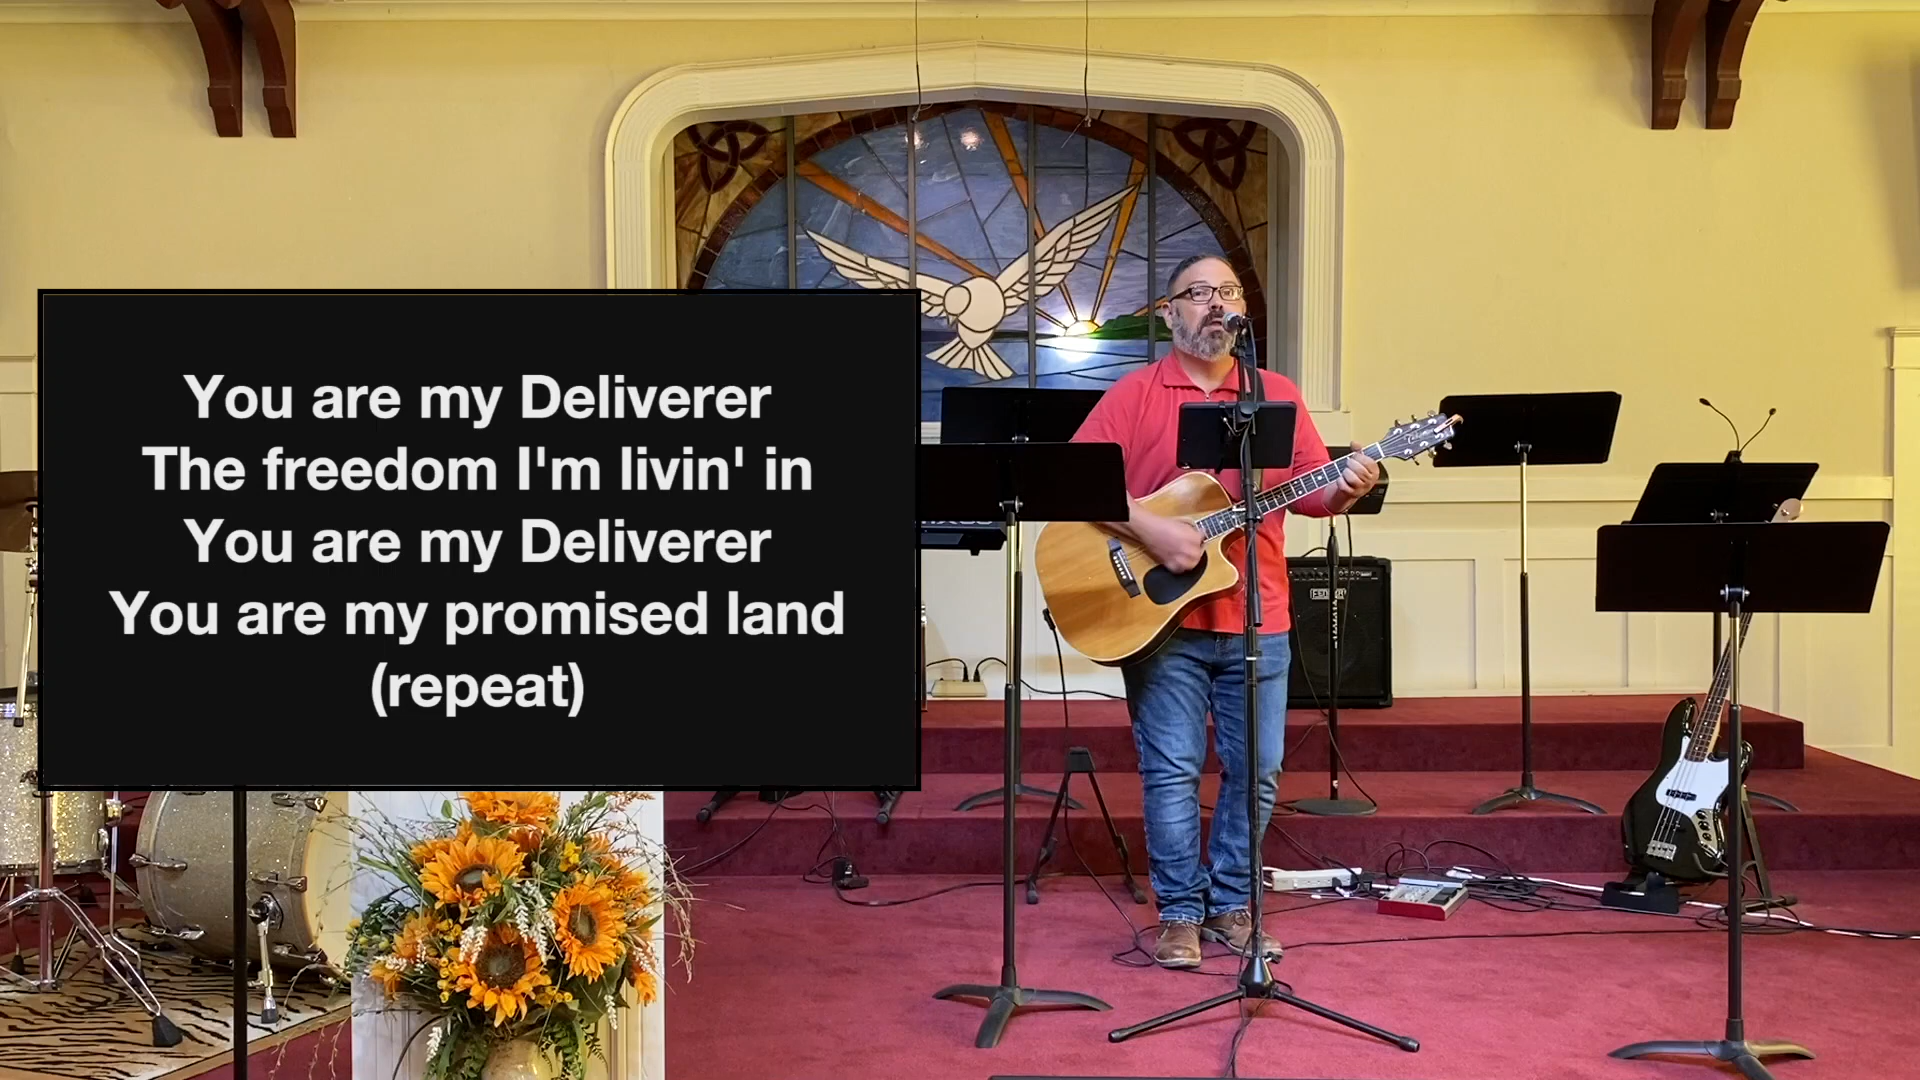 You are my Deliverer
The freedom I'm livin' in
You are my Deliverer
You are my promised land
(repeat)